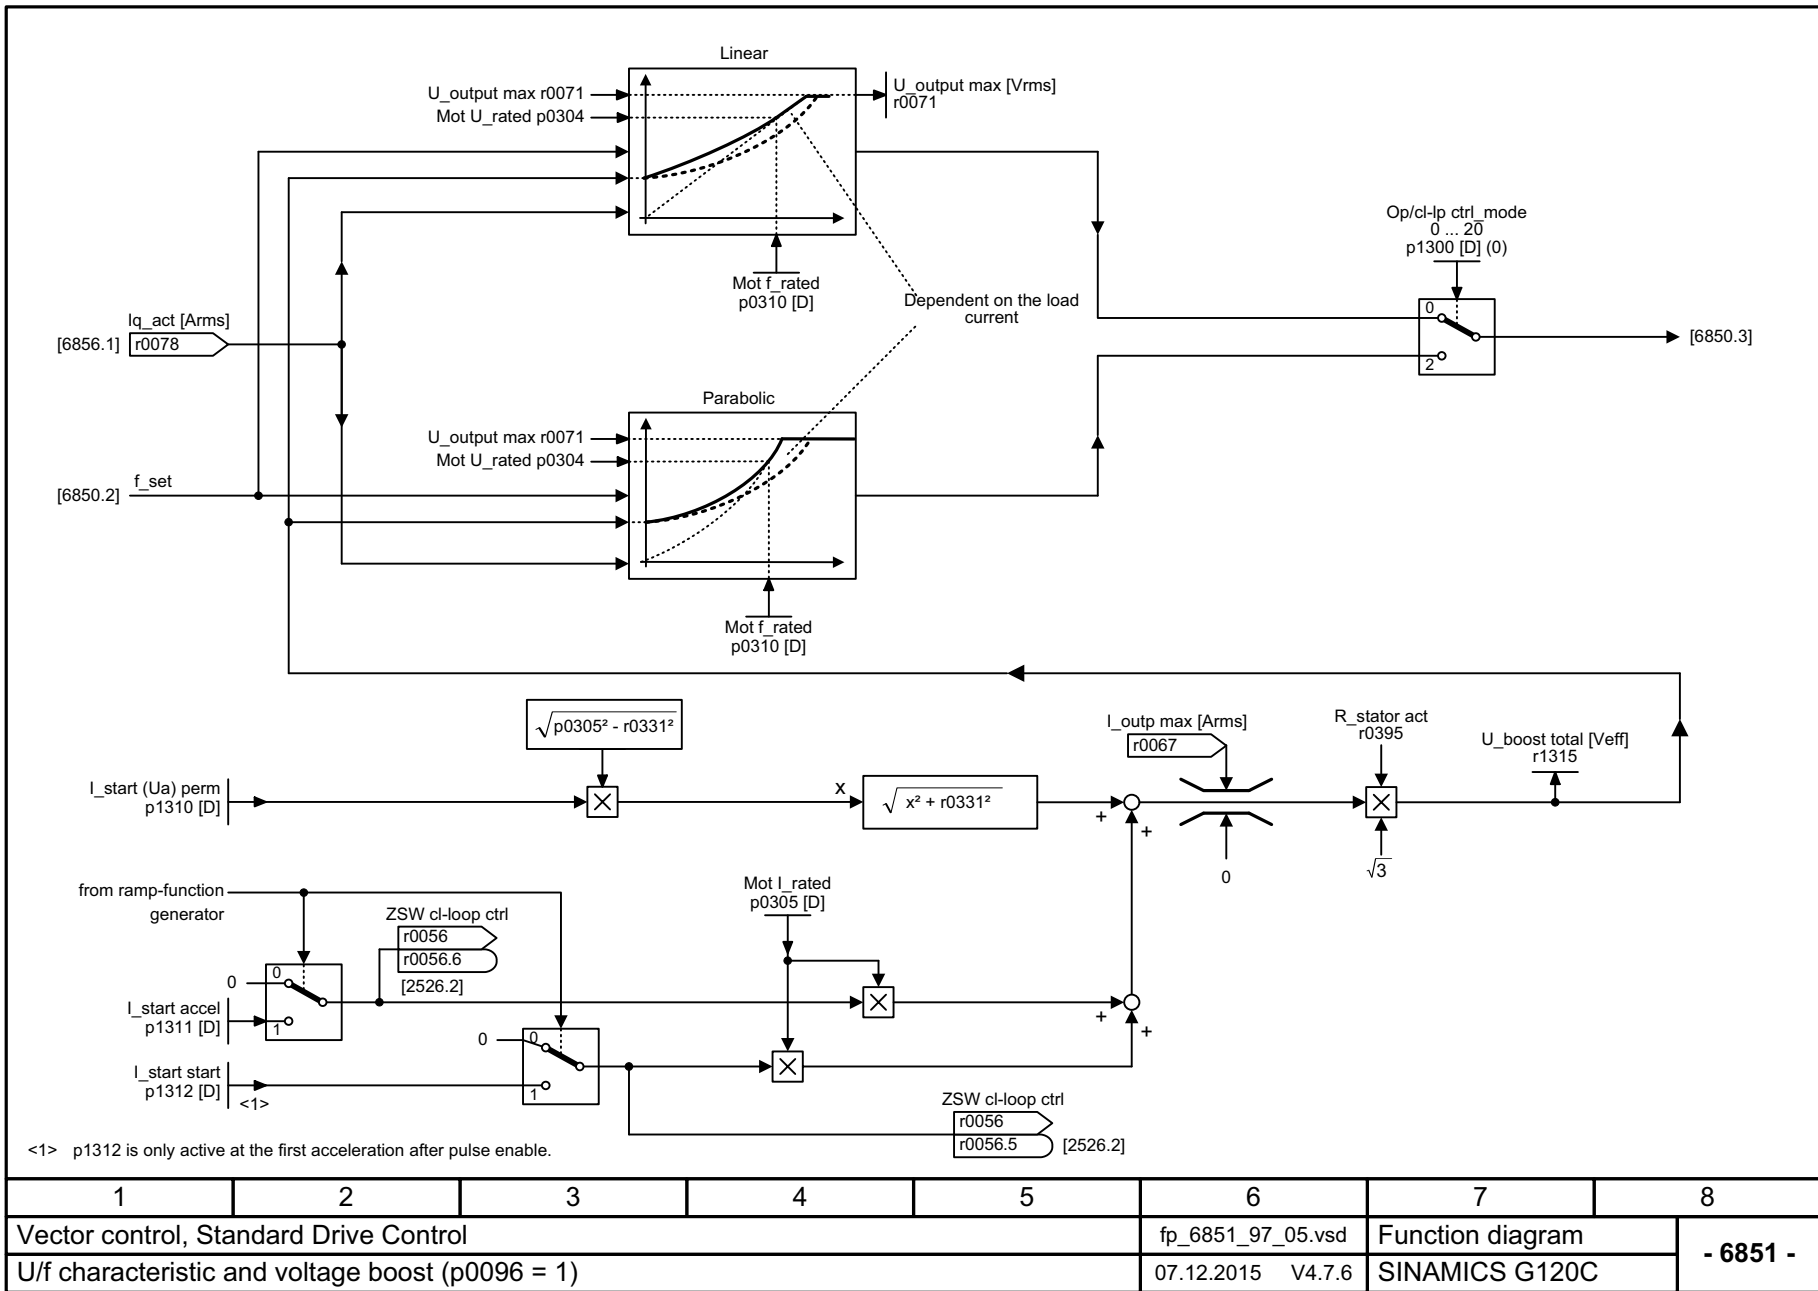 Linear
U_output max r0071
Mot U_rated p0304
U_output max [Vrms]
r0071
Mot f_rated
p0310 [D]
Dependent on the load
current
Op/cl-lp ctrl_mode
0 ... 20
p1300 [D] (0)
0
2
[6850.3]
Iq_act [Arms]
[6856.1]
r0078
Parabolic
U_output max r0071
Mot U_rated p0304
[6850.2]
f_set
Mot f_rated
p0310 [D]
√p0305² - r0331²
I_start (Ua) perm
p1310 [D]
x
√x² + r0331²
+
+
I_outp max [Arms]
r0067
0
R_stator act
r0395
√3
U_boost total [Veff]
r1315
from ramp-function
generator
ZSW cl-loop ctrl
r0056
r0056.6
[2526.2]
Mot I_rated
p0305 [D]
0
0
I_start accel
p1311 [D]
1
+
+
0
0
I_start start
p1312 [D]
<1>
1
ZSW cl-loop ctrl
r0056
r0056.5
[2526.2]
<1> p1312 is only active at the first acceleration after pulse enable.
1 2 3 4 5 6 7 8
Vector control, Standard Drive Control
fp_6851_97_05.vsd
Function diagram
- 6851 -
U/f characteristic and voltage boost (p0096 = 1)
07.12.2015 V4.7.6
SINAMICS G120C